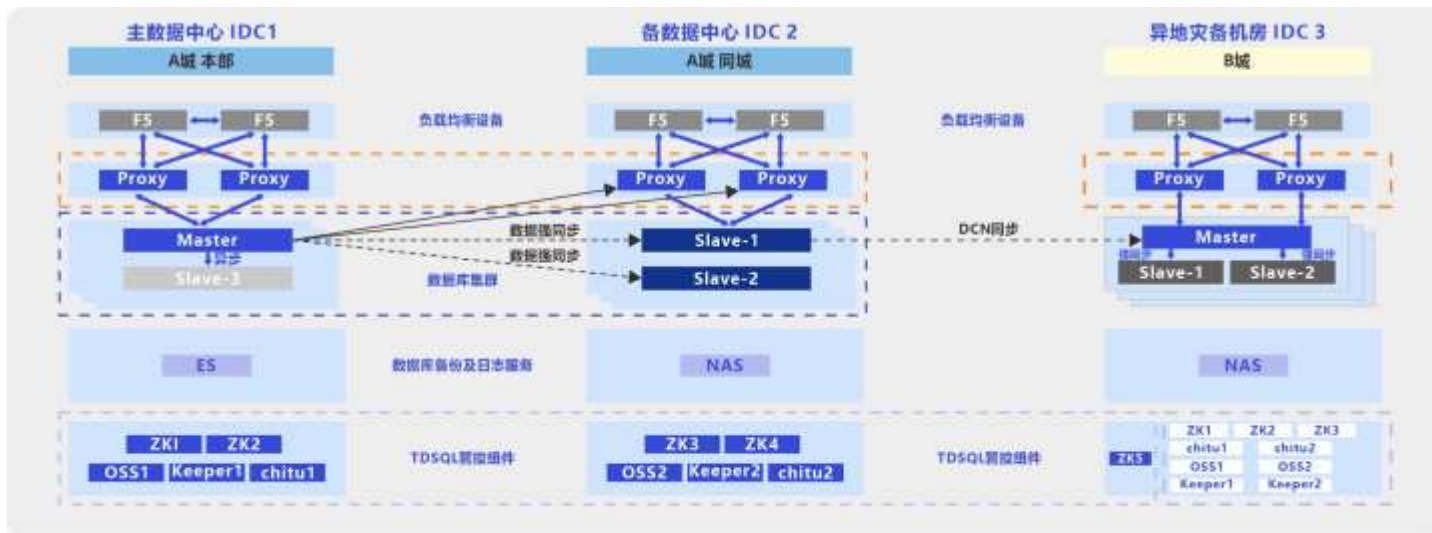 主数据中心 IDC1
备数据中心 IDC 2
异地灾备机房 IDC 3
A城 本部
A城 同城
B城
F5
F5
负载均衡设备
F5
F5
负载均衡设备
F5
F5
Proxy
Proxy
Proxy
Proxy
Proxy
Proxy
Master
数据强同步
Slave-1
DCN同步
Master
异步
数据强同步
强同步
强同步
Slave-3
数据库集群
Slave-2
Slave-1
Slave-2
ES
数据库备份及日志服务
NAS
NAS
ZK1
ZK2
ZK3
ZK4
OSS1
Keeper1
chitu1
TDSQL管控组件
OSS2
Keeper2
chitu2
TDSQL管控组件
ZK5
ZK1
ZK2
ZK3
chitu1
chitu2
OSS1
OSS2
Keeper1
Keeper2